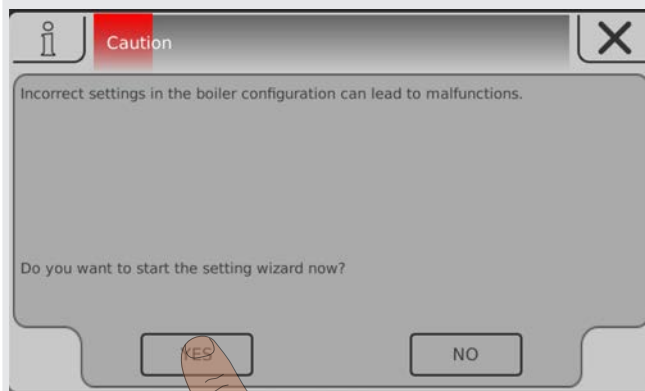 Caution
Incorrect settings in the boiler configuration can lead to malfunctions.
Do you want to start the setting wizard now?
YES
NO